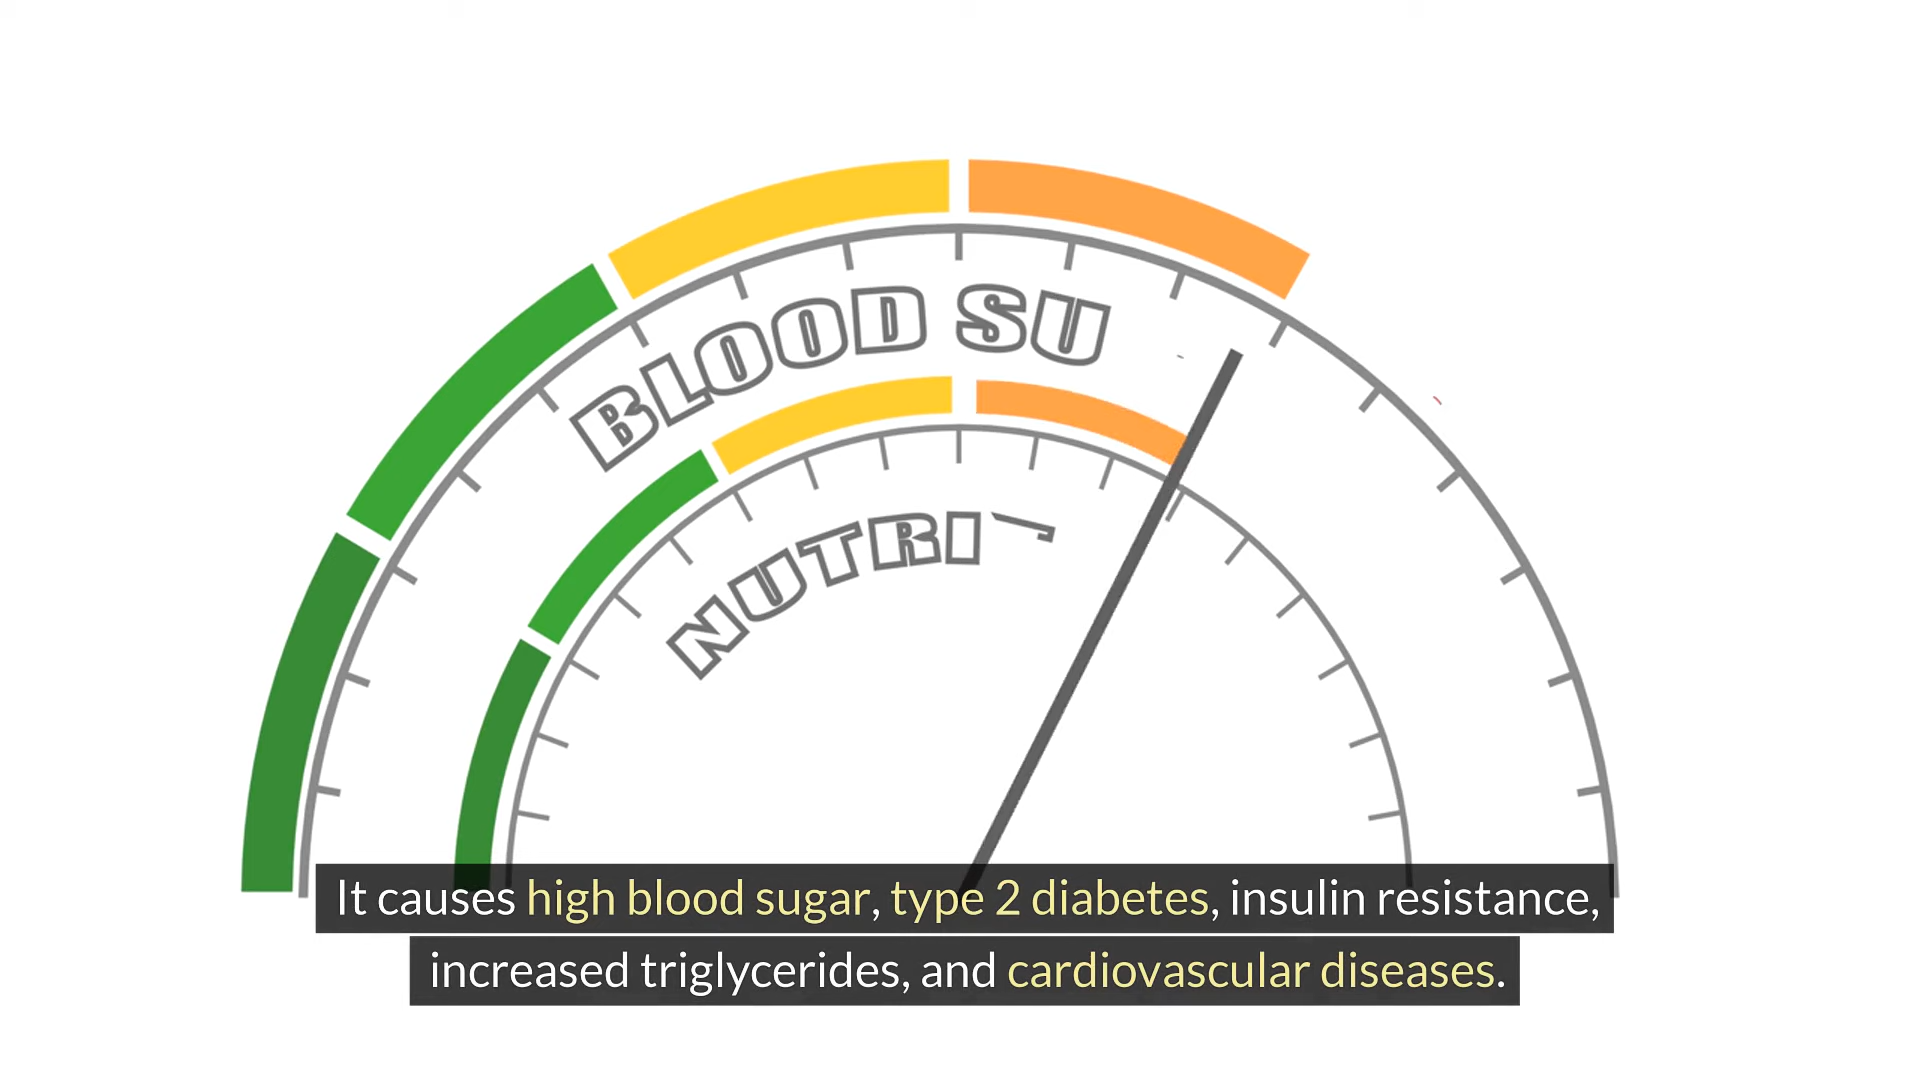 BLOOD SU
NUTRI
It causes high blood sugar, type 2 diabetes, insulin resistance,
increased triglycerides, and cardiovascular diseases.